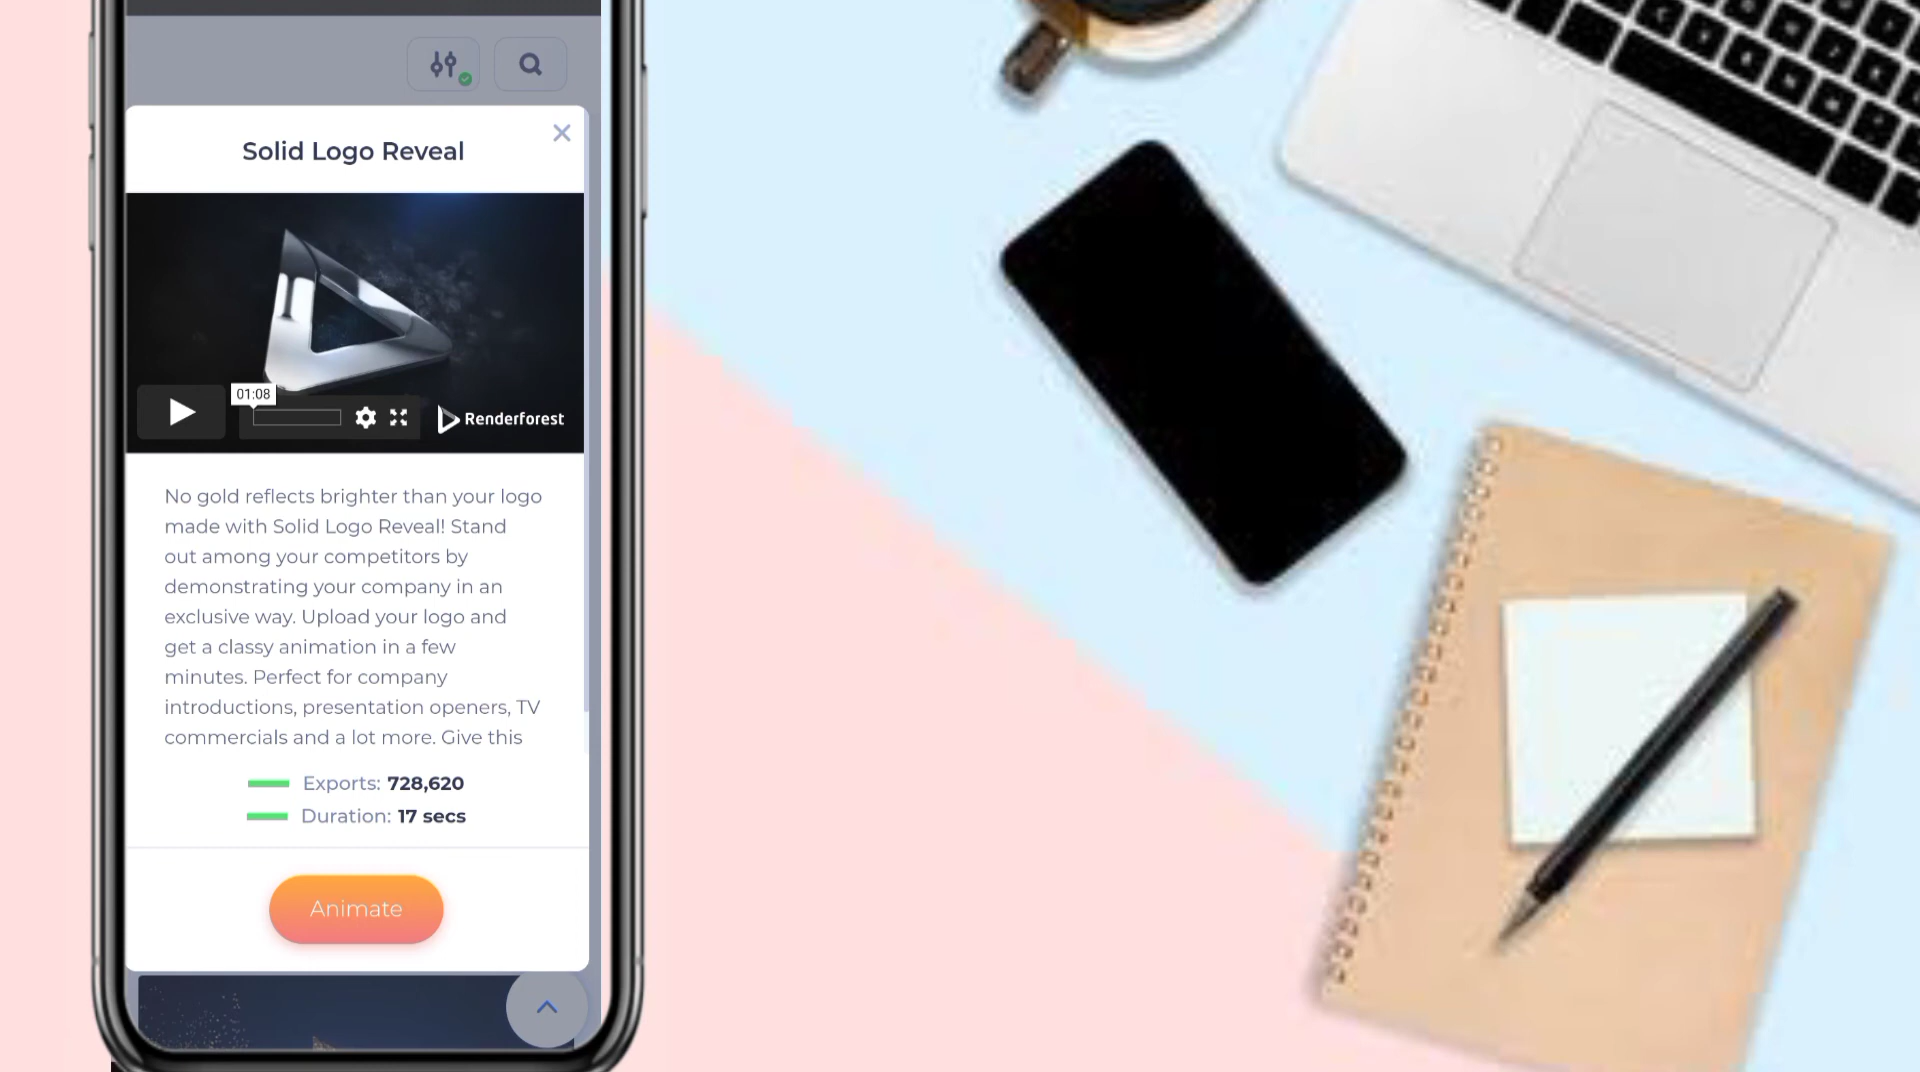 Solid Logo Reveal
01:08
Renderforest
No gold reflects brighter than your logo
made with Solid Logo Reveal! Stand
out among your competitors by
demonstrating your company in an
exclusive way. Upload your logo and
get a classy animation in a few
minutes. Perfect for company
introductions, presentation openers, TV
commercials and a lot more. Give this
Exports: 728,620
Duration: 17 secs
Animate